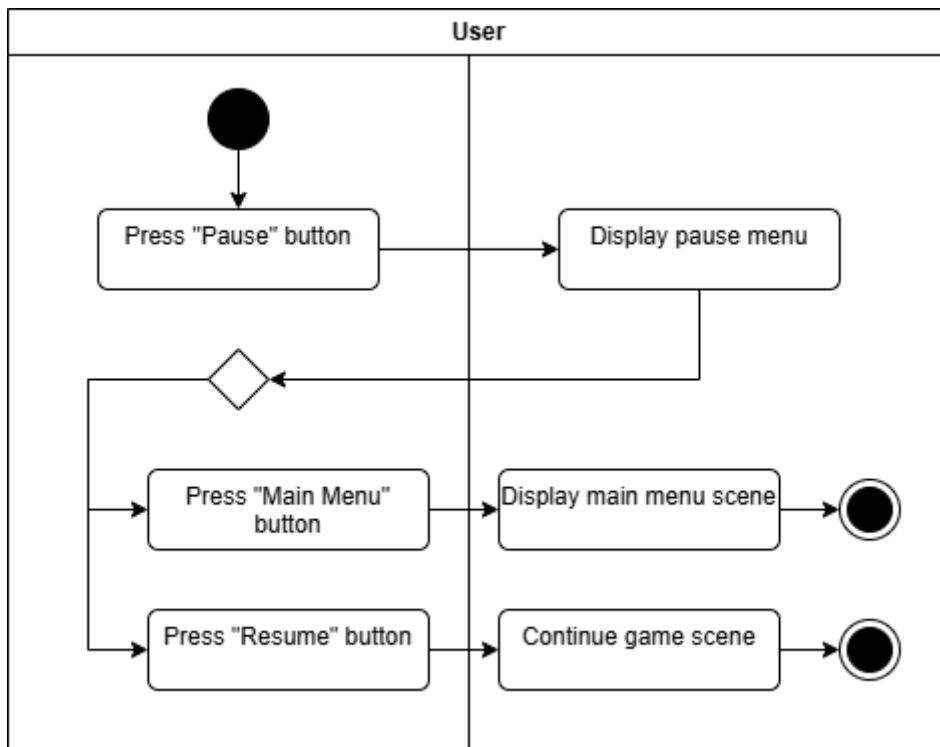 User
Press "Pause" button
Display pause menu
Press "Main Menu"
button
Display main menu scene
Press "Resume" button
Continue game scene